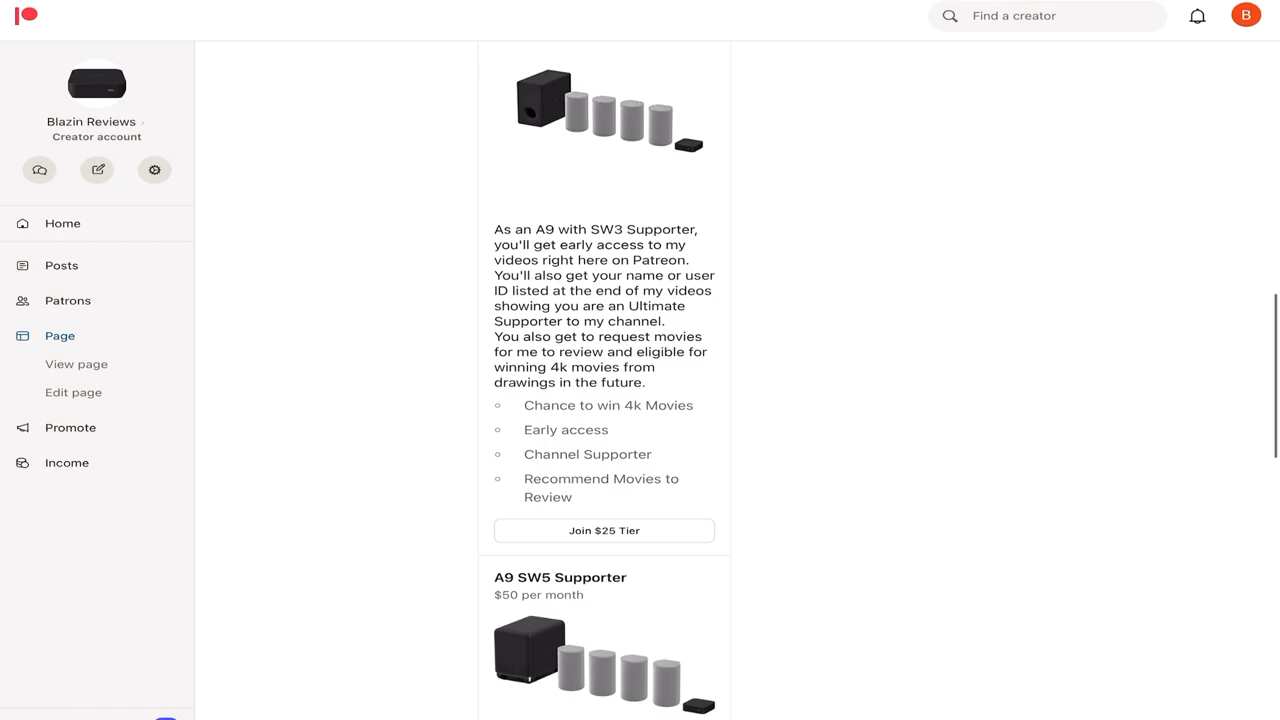 Find a creator
B
Blazin Reviews
Creator account
Home
Posts
Patrons
Page
View page
Edit page
Promote
Income
As an A9 with SW3 Supporter,
you'll get early access to my
videos right here on Patreon.
You'll also get your name or user
ID listed at the end of my videos
showing you are an Ultimate
Supporter to my channel.
You also get to request movies
for me to review and eligible for
winning 4k movies from
drawings in the future.
Chance to win 4k Movies
Early access
Channel Supporter
Recommend Movies to
Review
Join $25 Tier
A9 SW5 Supporter
$50 per month